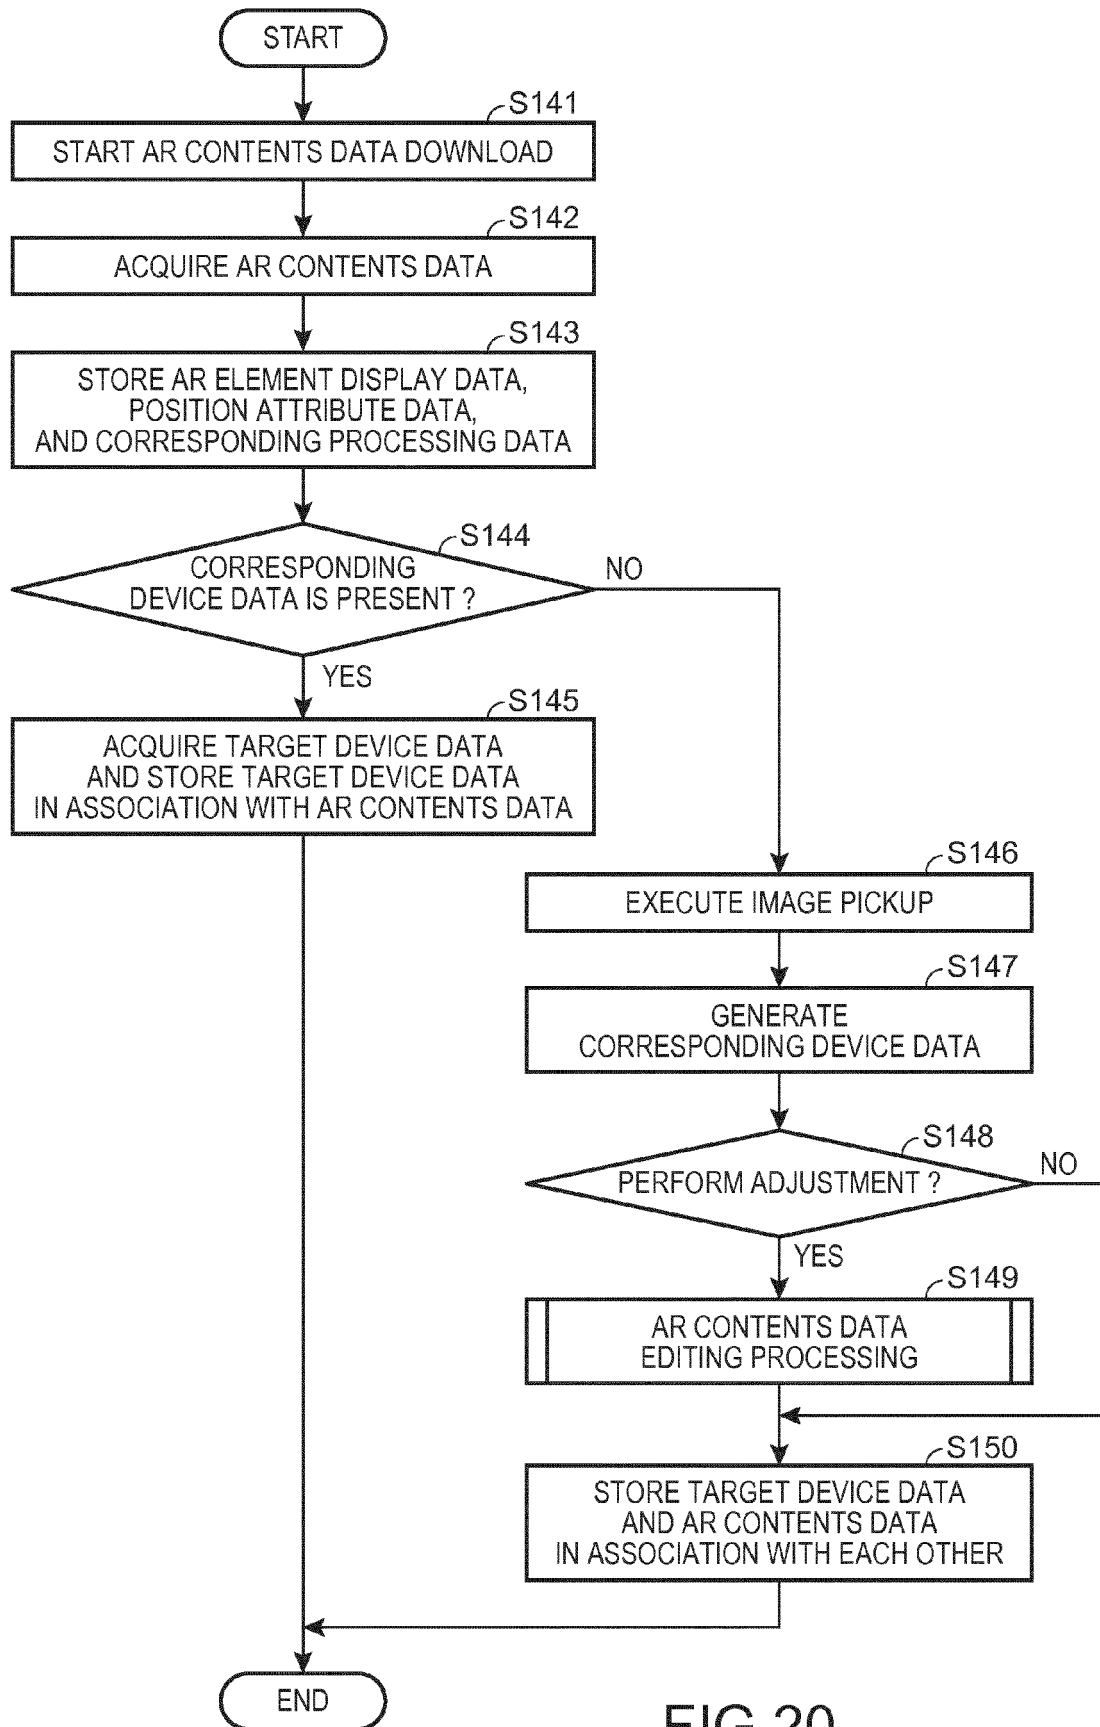 START
S141
START AR CONTENTS DATA DOWNLOAD
S142
ACQUIRE AR CONTENTS DATA
S143
STORE AR ELEMENT DISPLAY DATA,
POSITION ATTRIBUTE DATA,
AND CORRESPONDING PROCESSING DATA
S144
CORRESPONDING
DEVICE DATA IS PRESENT ?
NO
YES
S145
ACQUIRE TARGET DEVICE DATA
AND STORE TARGET DEVICE DATA
IN ASSOCIATION WITH AR CONTENTS DATA
S146
EXECUTE IMAGE PICKUP
S147
GENERATE
CORRESPONDING DEVICE DATA
S148
PERFORM ADJUSTMENT ?
NO
YES
S149
AR CONTENTS DATA
EDITING PROCESSING
S150
STORE TARGET DEVICE DATA
AND AR CONTENTS DATA
IN ASSOCIATION WITH EACH OTHER
END
FIG.20